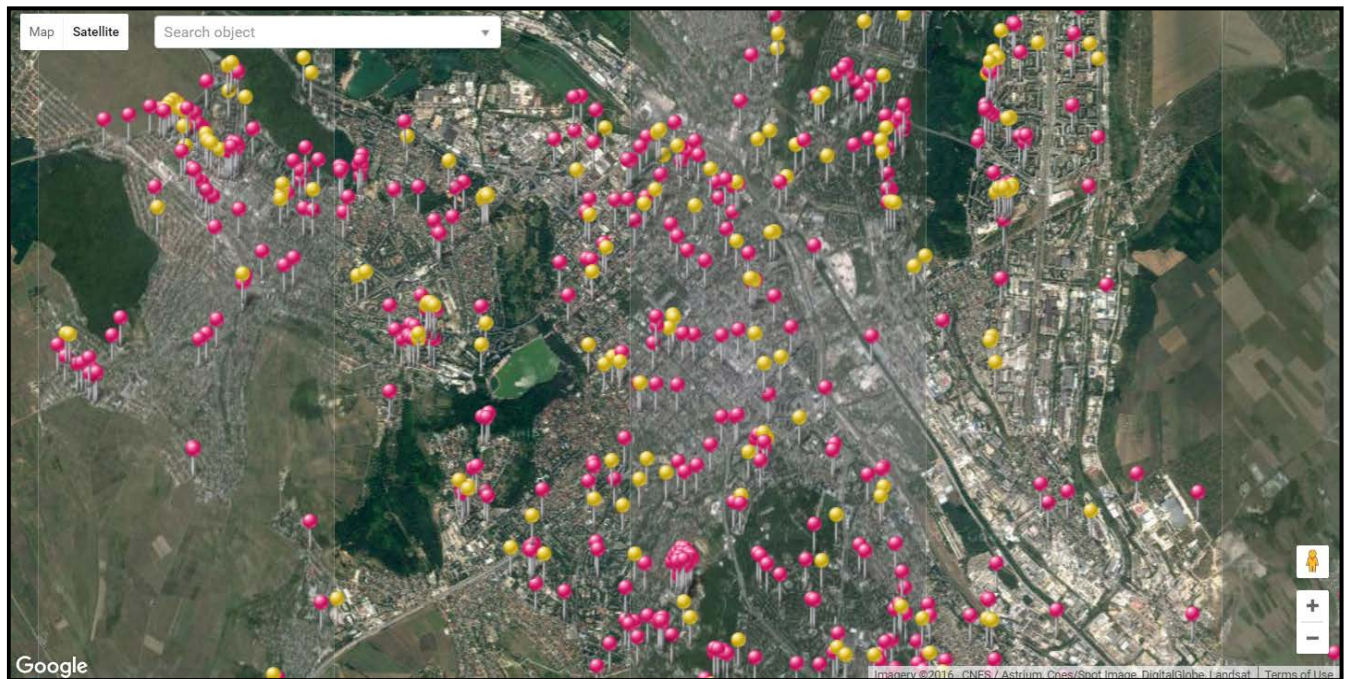 Map Satellite Search object
Google
Imagery ©2016 , CNES / Astrium, Cnes/Spot Image, DigitalGlobe, Landsat Terms of Use